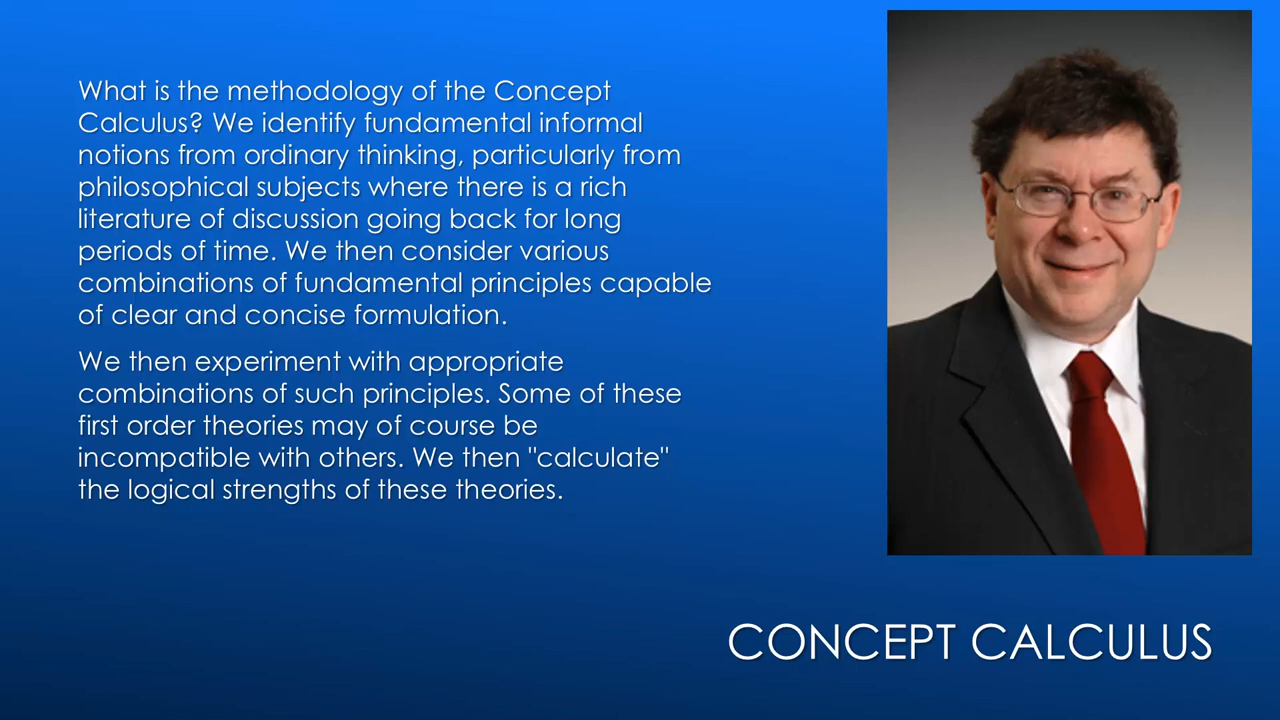 What is the methodology of the Concept
Calculus? We identify fundamental informal
notions from ordinary thinking, particularly from
philosophical subjects where there is a rich
literature of discussion going back for long
periods of time. We then consider various
combinations of fundamental principles capable
of clear and concise formulation.
We then experiment with appropriate
combinations of such principles. Some of these
first order theories may of course be
incompatible with others. We then "calculate"
the logical strengths of these theories.
CONCEPT CALCULUS